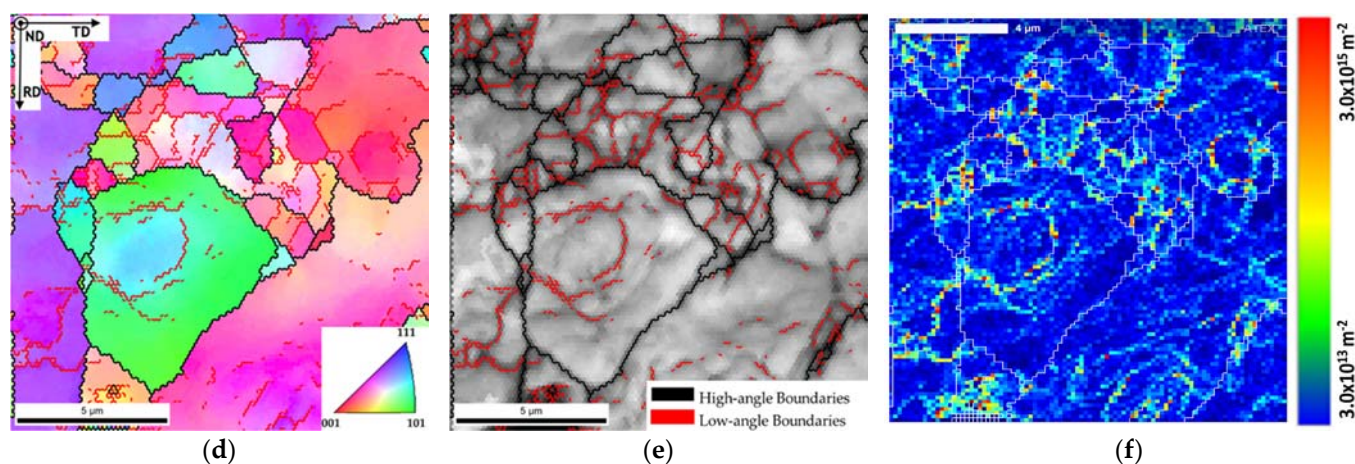 ND
TD
RD
111
001
101
5 µm
(d)
High-angle Boundaries
Low-angle Boundaries
5 µm
(e)
4 µm
ATEX
3.0x10¹⁵ m⁻²
3.0x10¹³ m⁻²
(f)